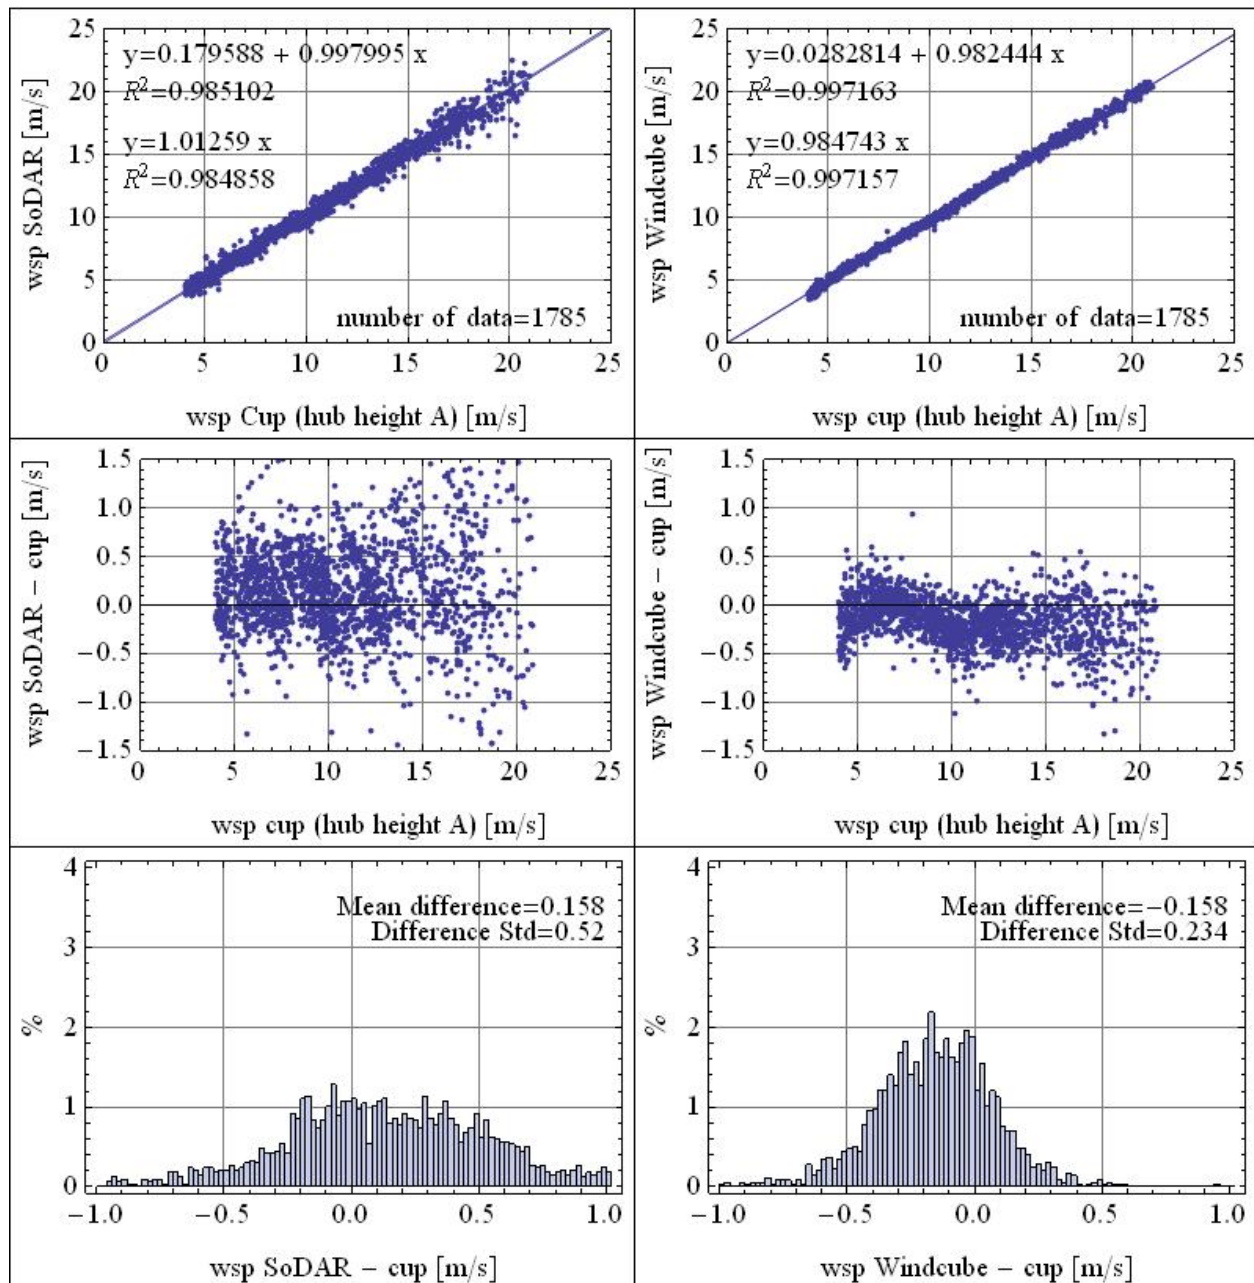 y=0.179588 + 0.997995 x
R²=0.985102
y=1.01259 x
R²=0.984858
number of data=1785
25
20
15
10
5
0
0 5 10 15 20 25
wsp SoDAR [m/s]
wsp Cup (hub height A) [m/s]
y=0.0282814 + 0.982444 x
R²=0.997163
y=0.984743 x
R²=0.997157
number of data=1785
25
20
15
10
5
0
0 5 10 15 20 25
wsp Windcube [m/s]
wsp cup (hub height A) [m/s]
1.5
1.0
0.5
0.0
−0.5
−1.0
−1.5
0 5 10 15 20 25
wsp SoDAR − cup [m/s]
wsp cup (hub height A) [m/s]
1.5
1.0
0.5
0.0
−0.5
−1.0
−1.5
0 5 10 15 20 25
wsp Windcube − cup [m/s]
wsp cup (hub height A) [m/s]
Mean difference=0.158
Difference Std=0.52
4
3
2
1
0
%
−1.0 −0.5 0.0 0.5 1.0
wsp SoDAR − cup [m/s]
Mean difference=−0.158
Difference Std=0.234
4
3
2
1
0
%
−1.0 −0.5 0.0 0.5 1.0
wsp Windcube − cup [m/s]